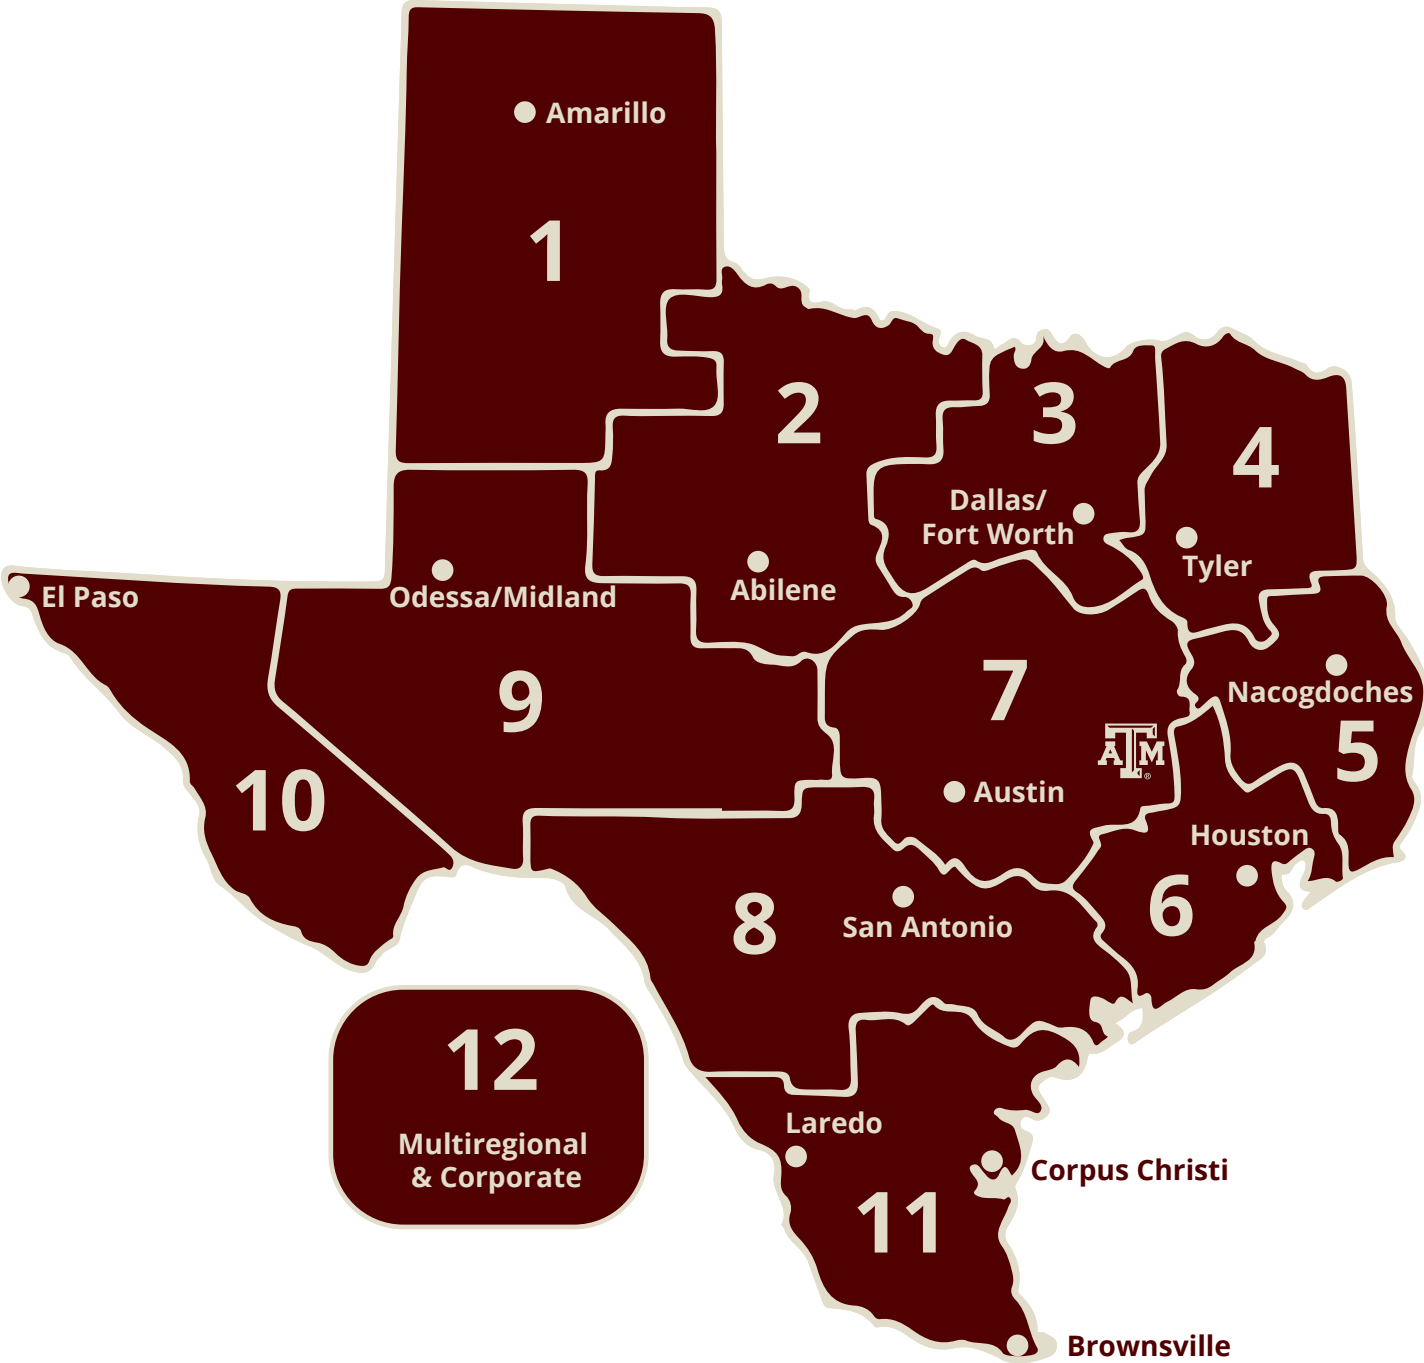 Amarillo
1
2
3
4
Dallas/
Fort Worth
Tyler
El Paso
Odessa/Midland
Abilene
9
7
Nacogdoches
5
ATM
®
10
Austin
Houston
8
San Antonio
6
12
Multiregional
& Corporate
Laredo
Corpus Christi
11
Brownsville